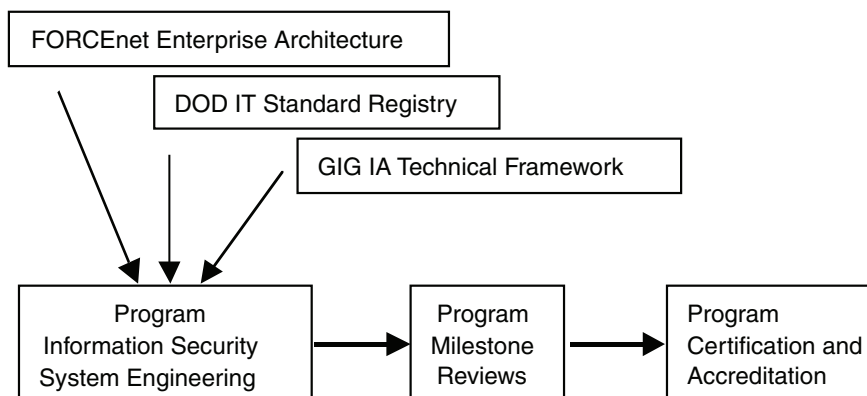 FORCEnet Enterprise Architecture
DOD IT Standard Registry
GIG IA Technical Framework
Program
Information Security
System Engineering
Program
Milestone
Reviews
Program
Certification and
Accreditation